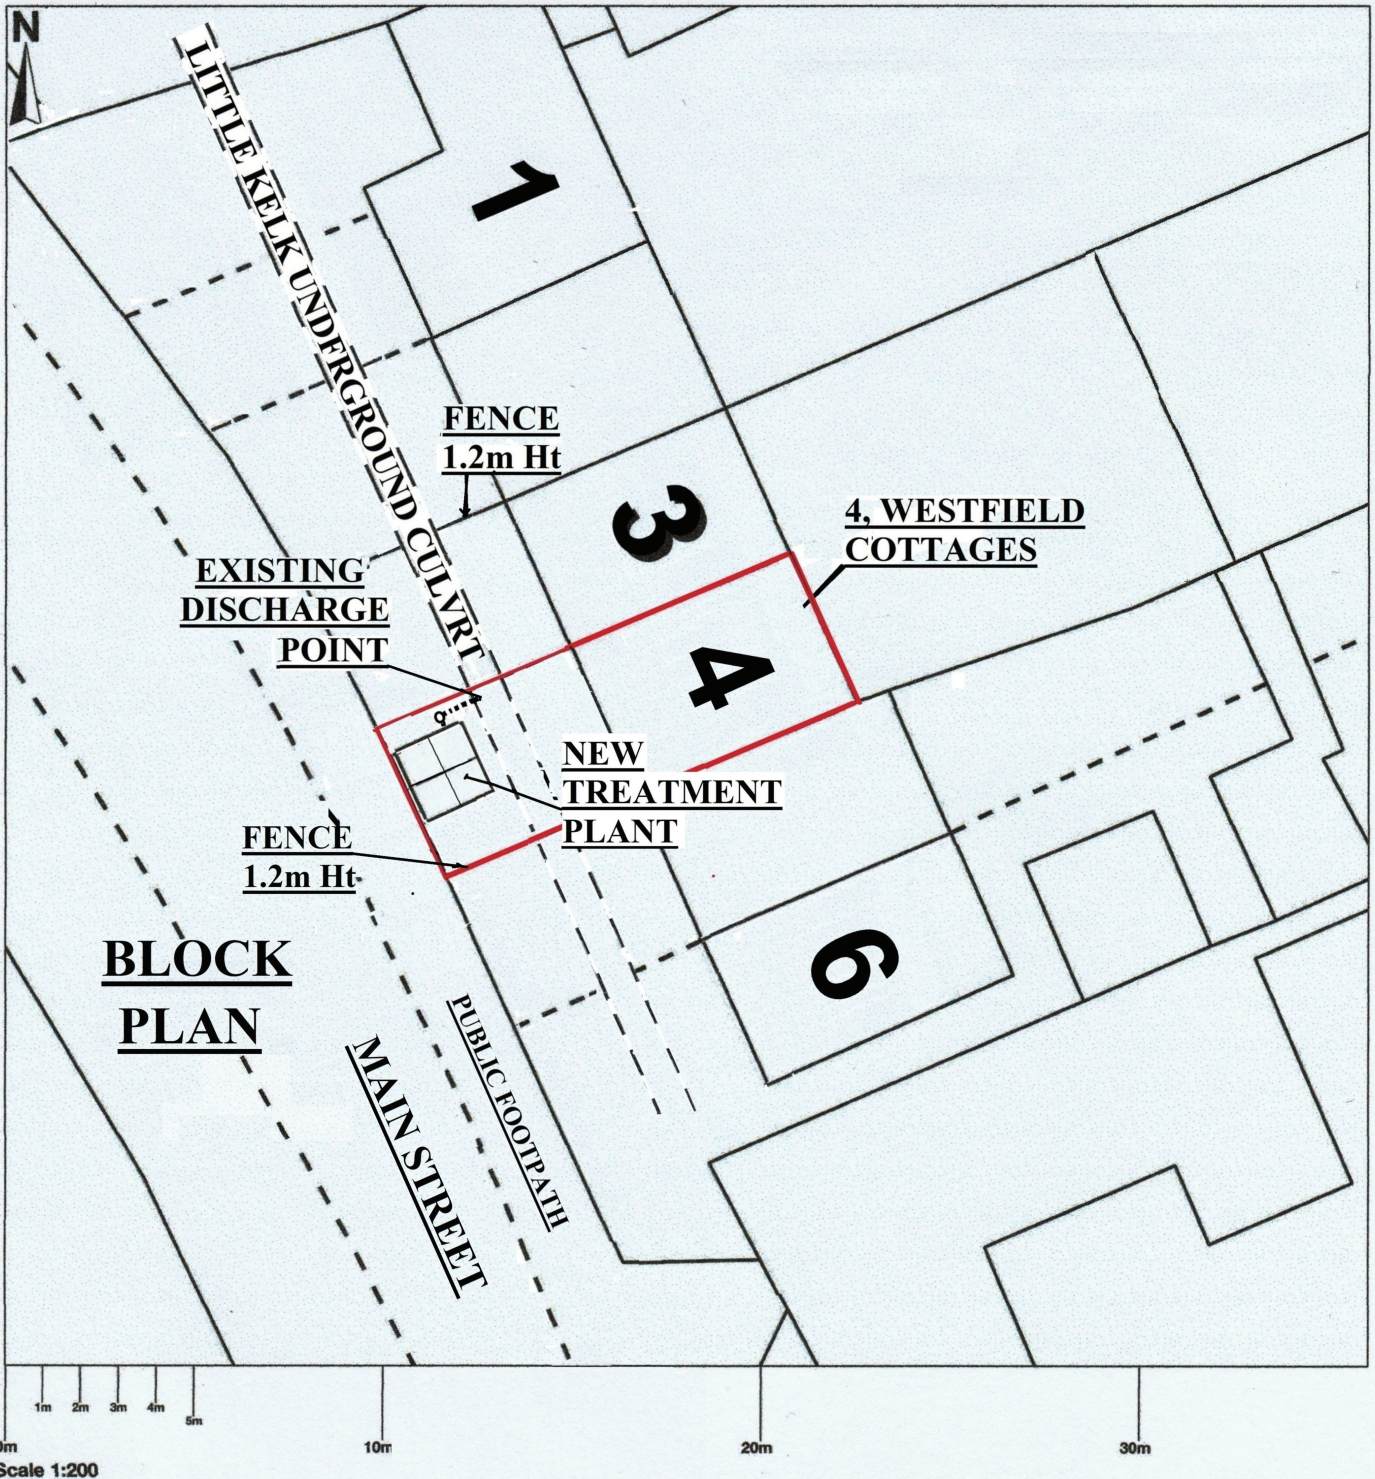 N
LITTLE KELK UNDFRGROUND CULVRT
1
FENCE
1.2m Ht
3
4, WESTFIELD
COTTAGES
EXISTING
DISCHARGE
POINT
4
NEW
TREATMENT
PLANT
FENCE
1.2m Ht
6
BLOCK
PLAN
PUBLIC FOOTPATH
MAIN STREET
1m 2m 3m 4m 5m
0m 10m 20m 30m
Scale 1:200